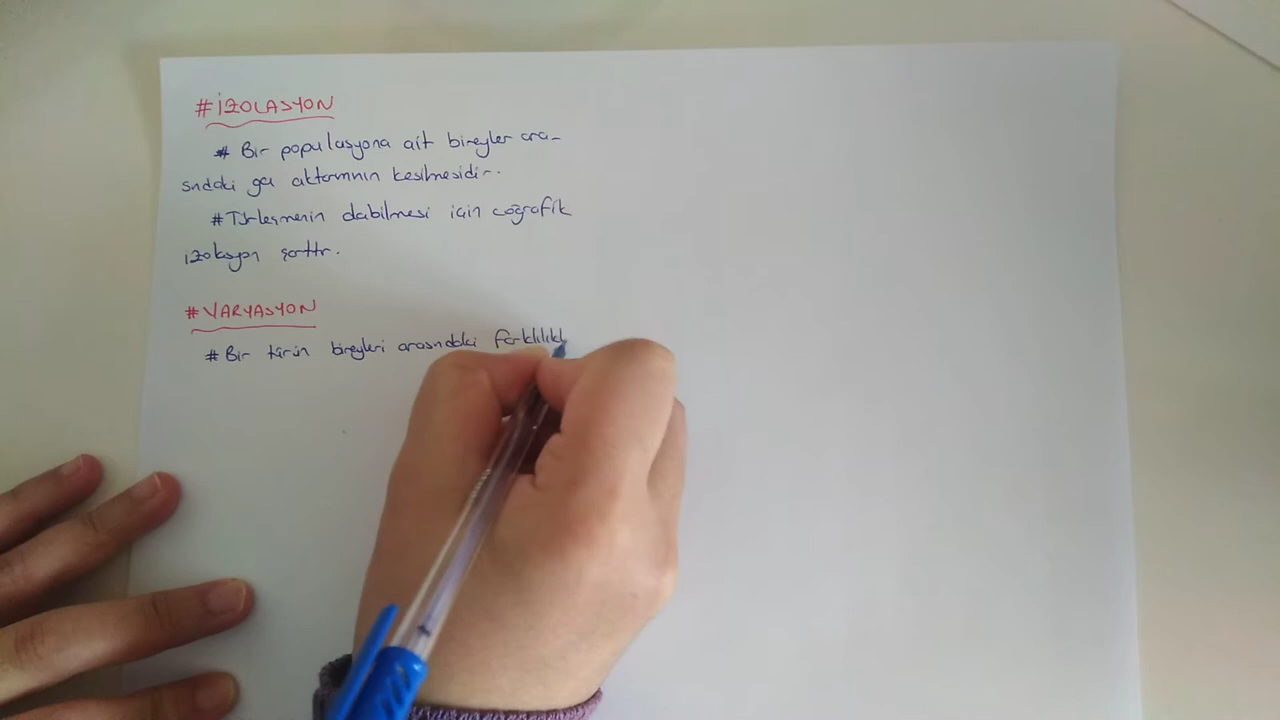 #İZOLASYON
# Bir populasyona ait bireyler ara-
sındaki gen aktarımının kesilmesidir.
#Türleşmenin olabilmesi için coğrafik
izolasyon şarttır.
#VARYASYON
# Bir türün bireyleri arasındaki farklılıkl